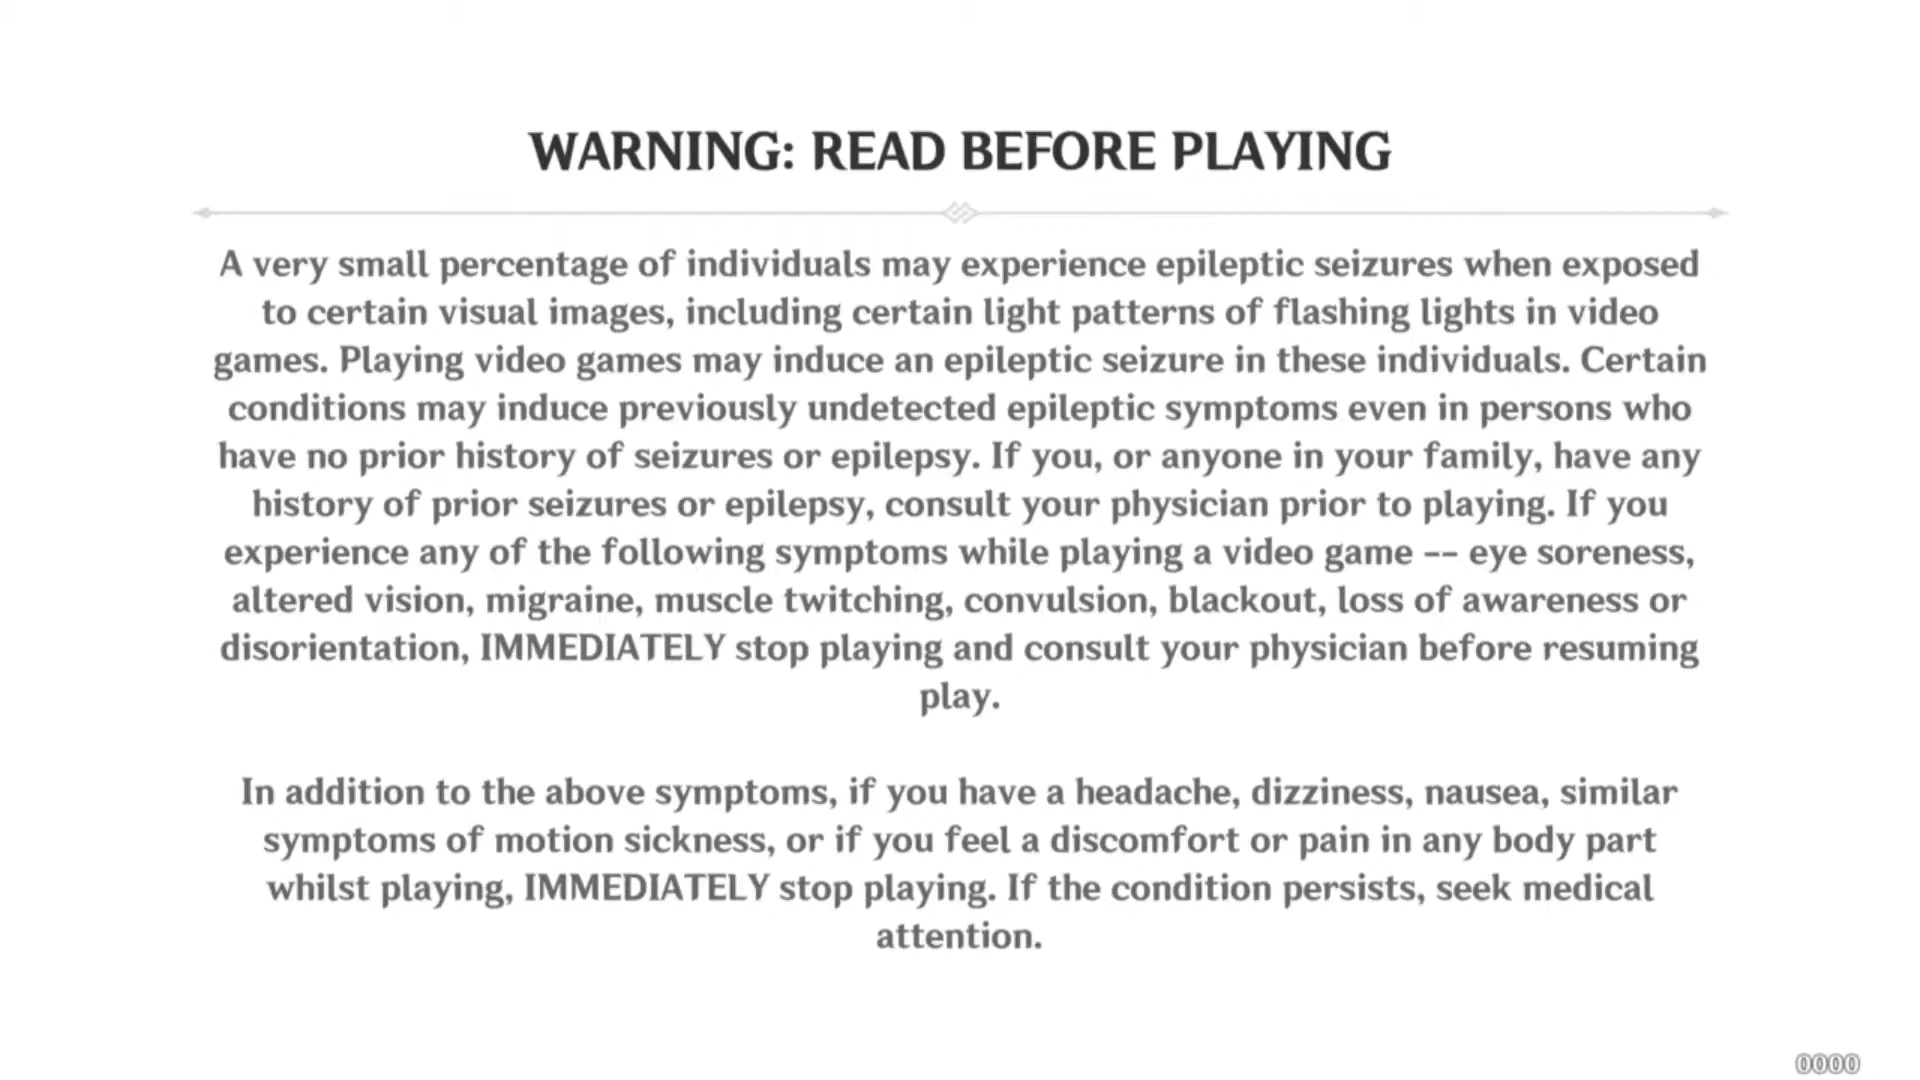 WARNING: READ BEFORE PLAYING
A very small percentage of individuals may experience epileptic seizures when exposed
to certain visual images, including certain light patterns of flashing lights in video
games. Playing video games may induce an epileptic seizure in these individuals. Certain
conditions may induce previously undetected epileptic symptoms even in persons who
have no prior history of seizures or epilepsy. If you, or anyone in your family, have any
history of prior seizures or epilepsy, consult your physician prior to playing. If you
experience any of the following symptoms while playing a video game -- eye soreness,
altered vision, migraine, muscle twitching, convulsion, blackout, loss of awareness or
disorientation, IMMEDIATELY stop playing and consult your physician before resuming
play.
In addition to the above symptoms, if you have a headache, dizziness, nausea, similar
symptoms of motion sickness, or if you feel a discomfort or pain in any body part
whilst playing, IMMEDIATELY stop playing. If the condition persists, seek medical
attention.
0000